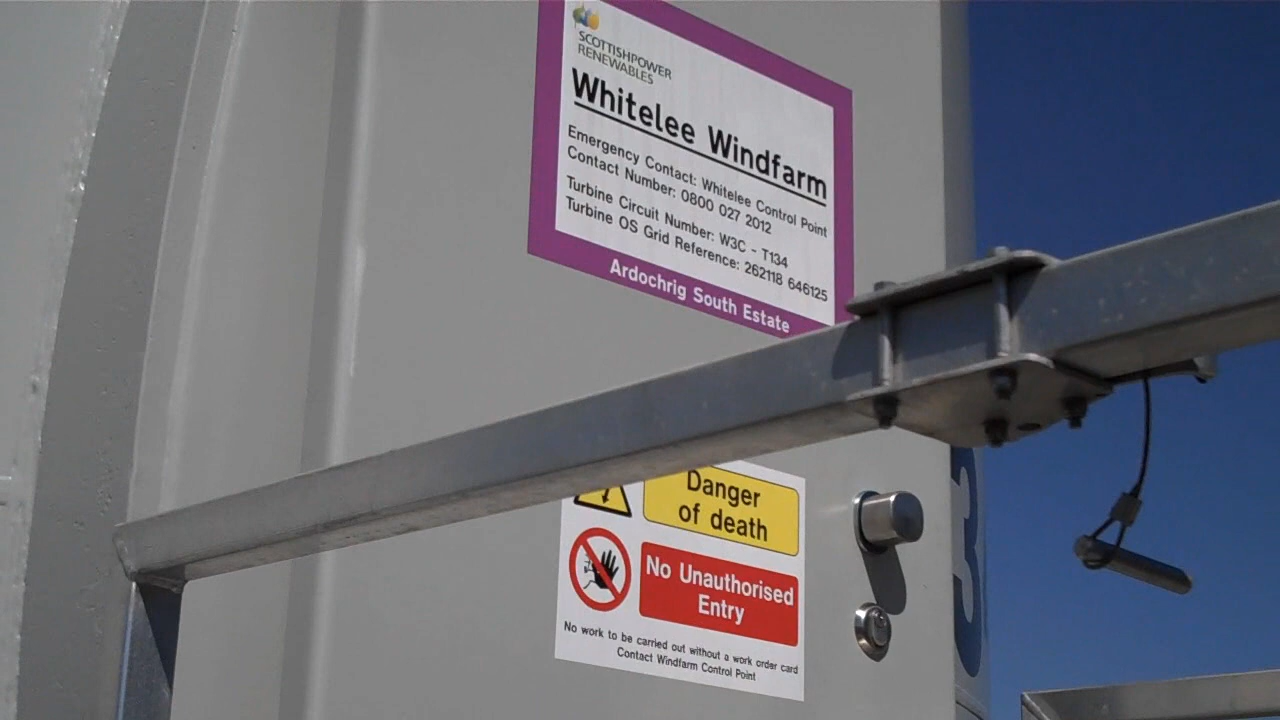 SCOTTISHPOWER
RENEWABLES
Whitelee Windfarm
Emergency Contact: Whitelee Control Point
Contact Number: 0800 027 2012
Turbine Circuit Number: W3C - T134
Turbine OS Grid Reference: 262118 646125
Ardochrig South Estate
Danger
of death
No Unauthorised
Entry
No work to be carried out without a work order card
Contact Windfarm Control Point
3